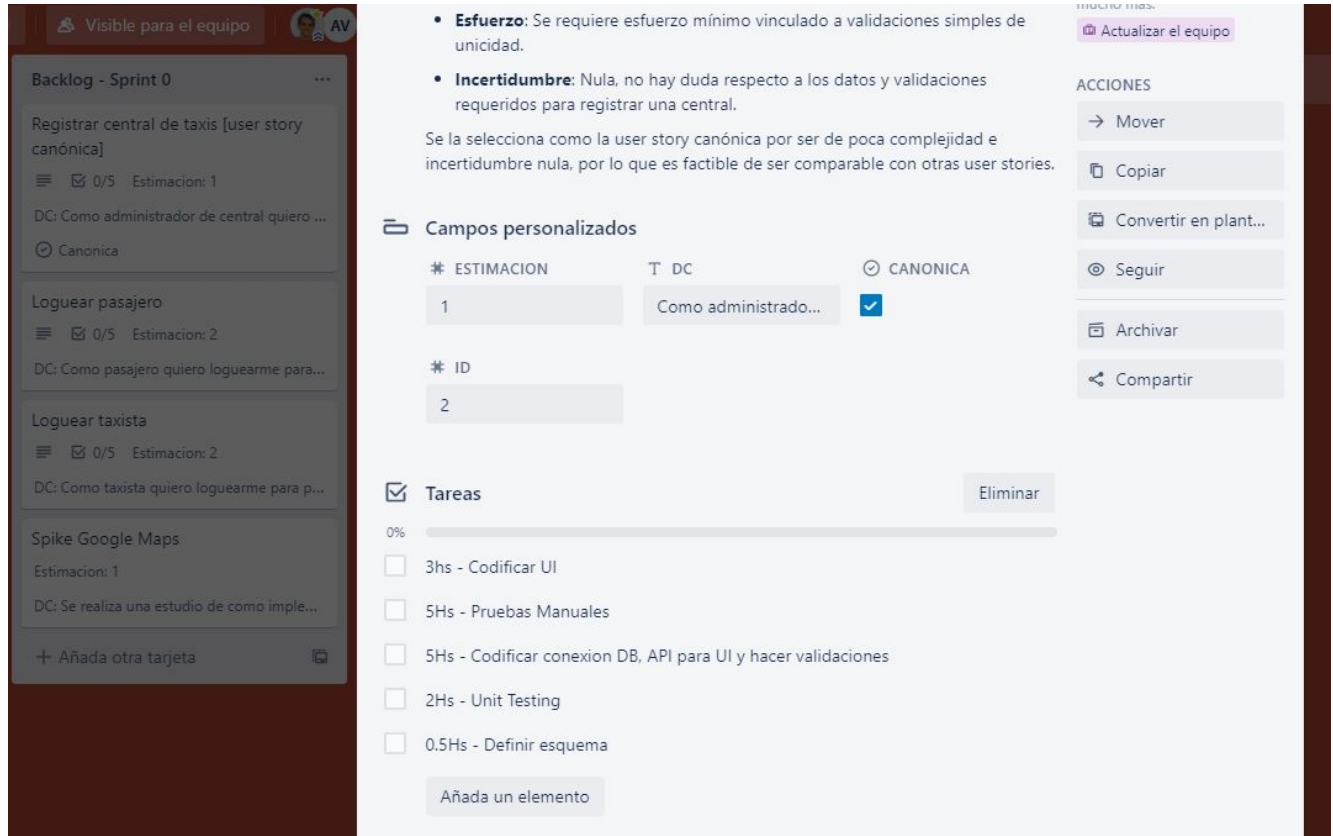 Visible para el equipo
AV
Backlog - Sprint 0
Registrar central de taxis [user story
canónica]
0/5 Estimacion: 1
DC: Como administrador de central quiero ...
Canonica
Loguear pasajero
0/5 Estimacion: 2
DC: Como pasajero quiero loguearme para...
Loguear taxista
0/5 Estimacion: 2
DC: Como taxista quiero loguearme para p...
Spike Google Maps
Estimacion: 1
DC: Se realiza una estudio de como imple...
+ Añada otra tarjeta
• Esfuerzo: Se requiere esfuerzo mínimo vinculado a validaciones simples de
unicidad.
• Incertidumbre: Nula, no hay duda respecto a los datos y validaciones
requeridos para registrar una central.
Se la selecciona como la user story canónica por ser de poca complejidad e
incertidumbre nula, por lo que es factible de ser comparable con otras user stories.
Campos personalizados
ESTIMACION T DC CANONICA
1 Como administrado...
ID
2
Tareas Eliminar
0%
3hs - Codificar UI
5Hs - Pruebas Manuales
5Hs - Codificar conexion DB, API para UI y hacer validaciones
2Hs - Unit Testing
0.5Hs - Definir esquema
Añada un elemento
mucho más.
Actualizar el equipo
ACCIONES
Mover
Copiar
Convertir en plant...
Seguir
Archivar
Compartir